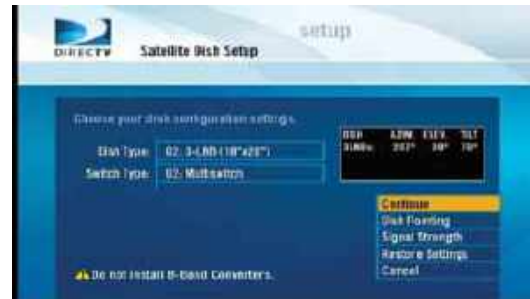 setup
DIRECTV
Satellite Dish Setup
Choose your dish configuration settings.
Dish Type: 02: 3-LNB (18"x20")
Switch Type: 02: Multiswitch
DISH AZIM ELEV TILT
3LNBs
Continue
Dish Pointing
Signal Strength
Restore Settings
Cancel
Do not install B-Band Converters.